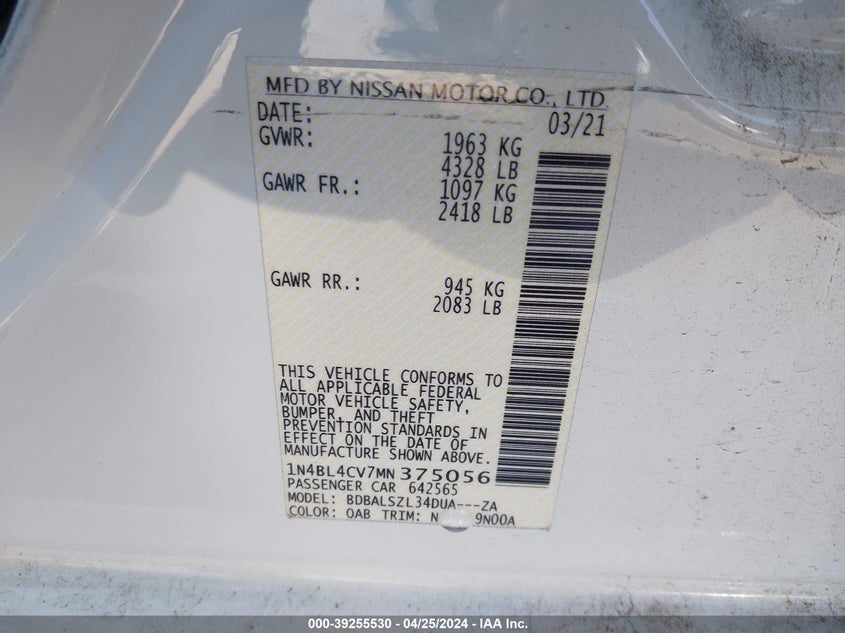 MFD BY NISSAN MOTOR CO., LTD.
DATE: 03/21
GVWR: 1963 KG
4328 LB
GAWR FR.: 1097 KG
2418 LB
GAWR RR.: 945 KG
2083 LB
THIS VEHICLE CONFORMS TO
ALL APPLICABLE FEDERAL
MOTOR VEHICLE SAFETY,
BUMPER, AND THEFT
PREVENTION STANDARDS IN
EFFECT ON THE DATE OF
MANUFACTURE SHOWN ABOVE.
1N4BL4CV7MN375056
PASSENGER CAR 642565
MODEL: BDBALSZL34DUA---ZA
COLOR: QAB TRIM: N 9N00A
000-39255530 - 04/25/2024 - IAA Inc.